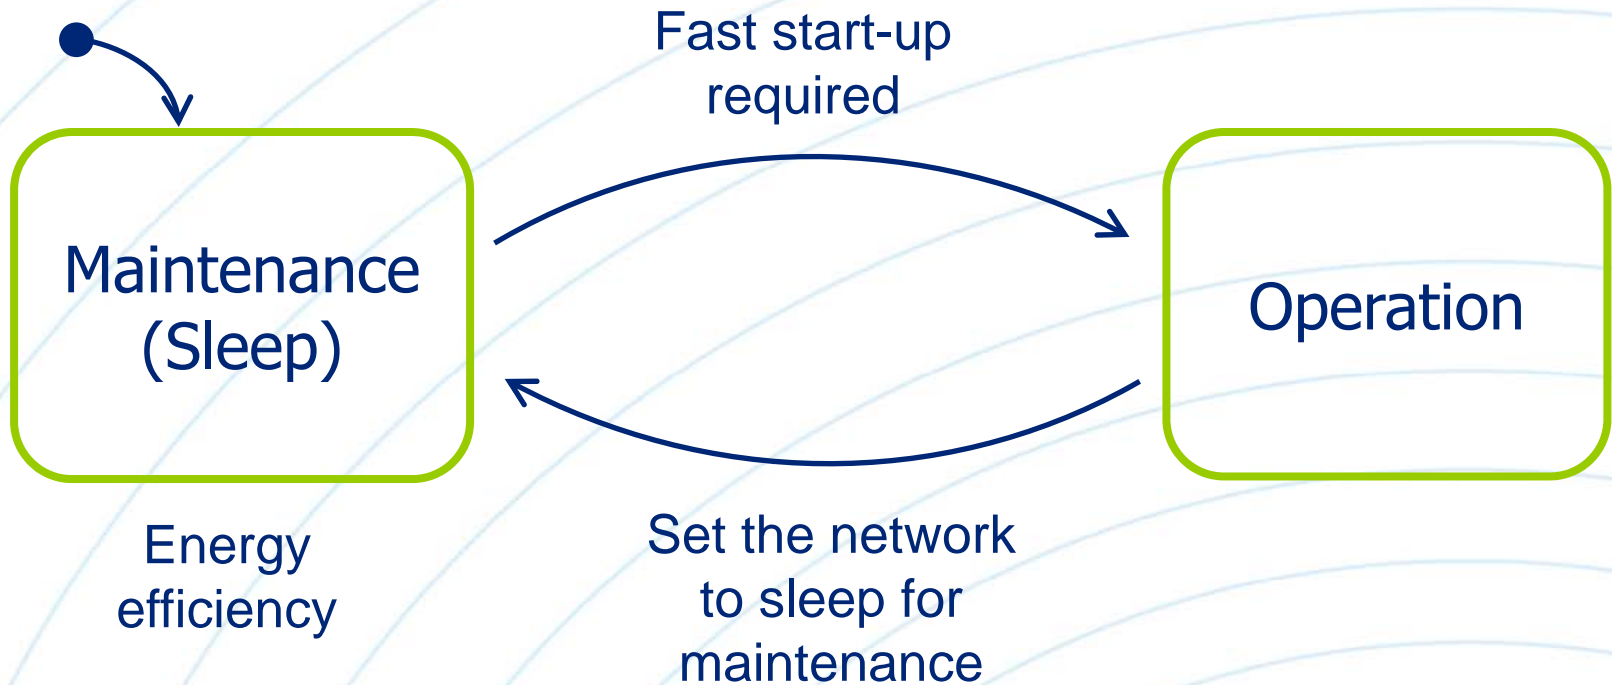 Fast start-up
required
Maintenance
(Sleep)
Operation
Energy
efficiency
Set the network
to sleep for
maintenance